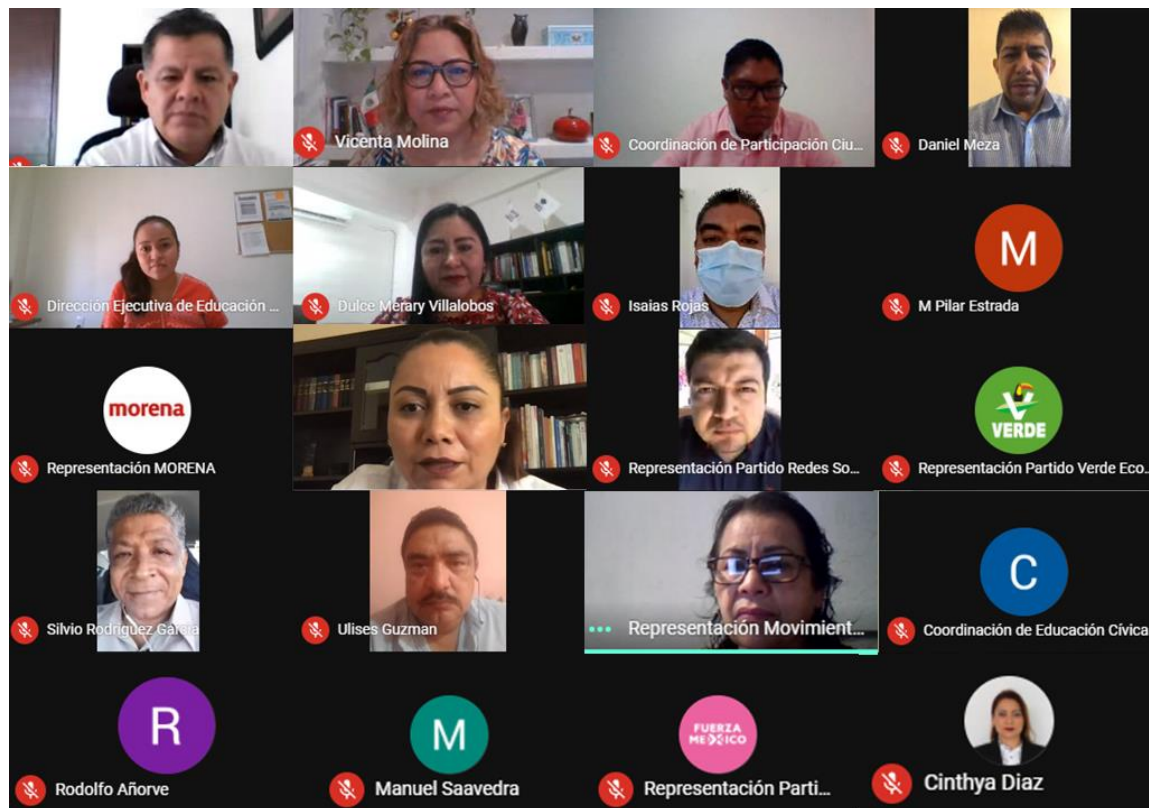 Vicenta Molina
Coordinación de Participación Ciu...
Daniel Meza
Dirección Ejecutiva de Educación ...
Dulce Merary Villalobos
Isaias Rojas
M
M Pilar Estrada
morena
Representación MORENA
Representación Partido Redes So...
VERDE
Representación Partido Verde Eco...
Silvio Rodríguez García
Ulises Guzman
Representación Movimient...
C
Coordinación de Educación Cívica
R
Rodolfo Añorve
M
Manuel Saavedra
FUERZA
MEXICO
Representación Parti...
Cinthya Diaz